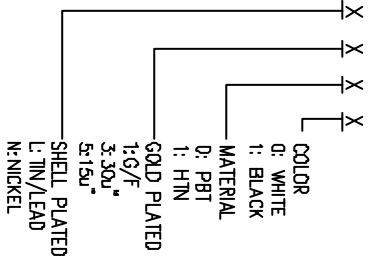 X
X
X
X
COLOR
0: WHITE
1: BLACK
MATERIAL
0: PBT
1: HTN
GOLD PLATED
1:G/F
3:30u"
5:15u"
SHELL PLATED
L: TIN/LEAD
N:NICKEL